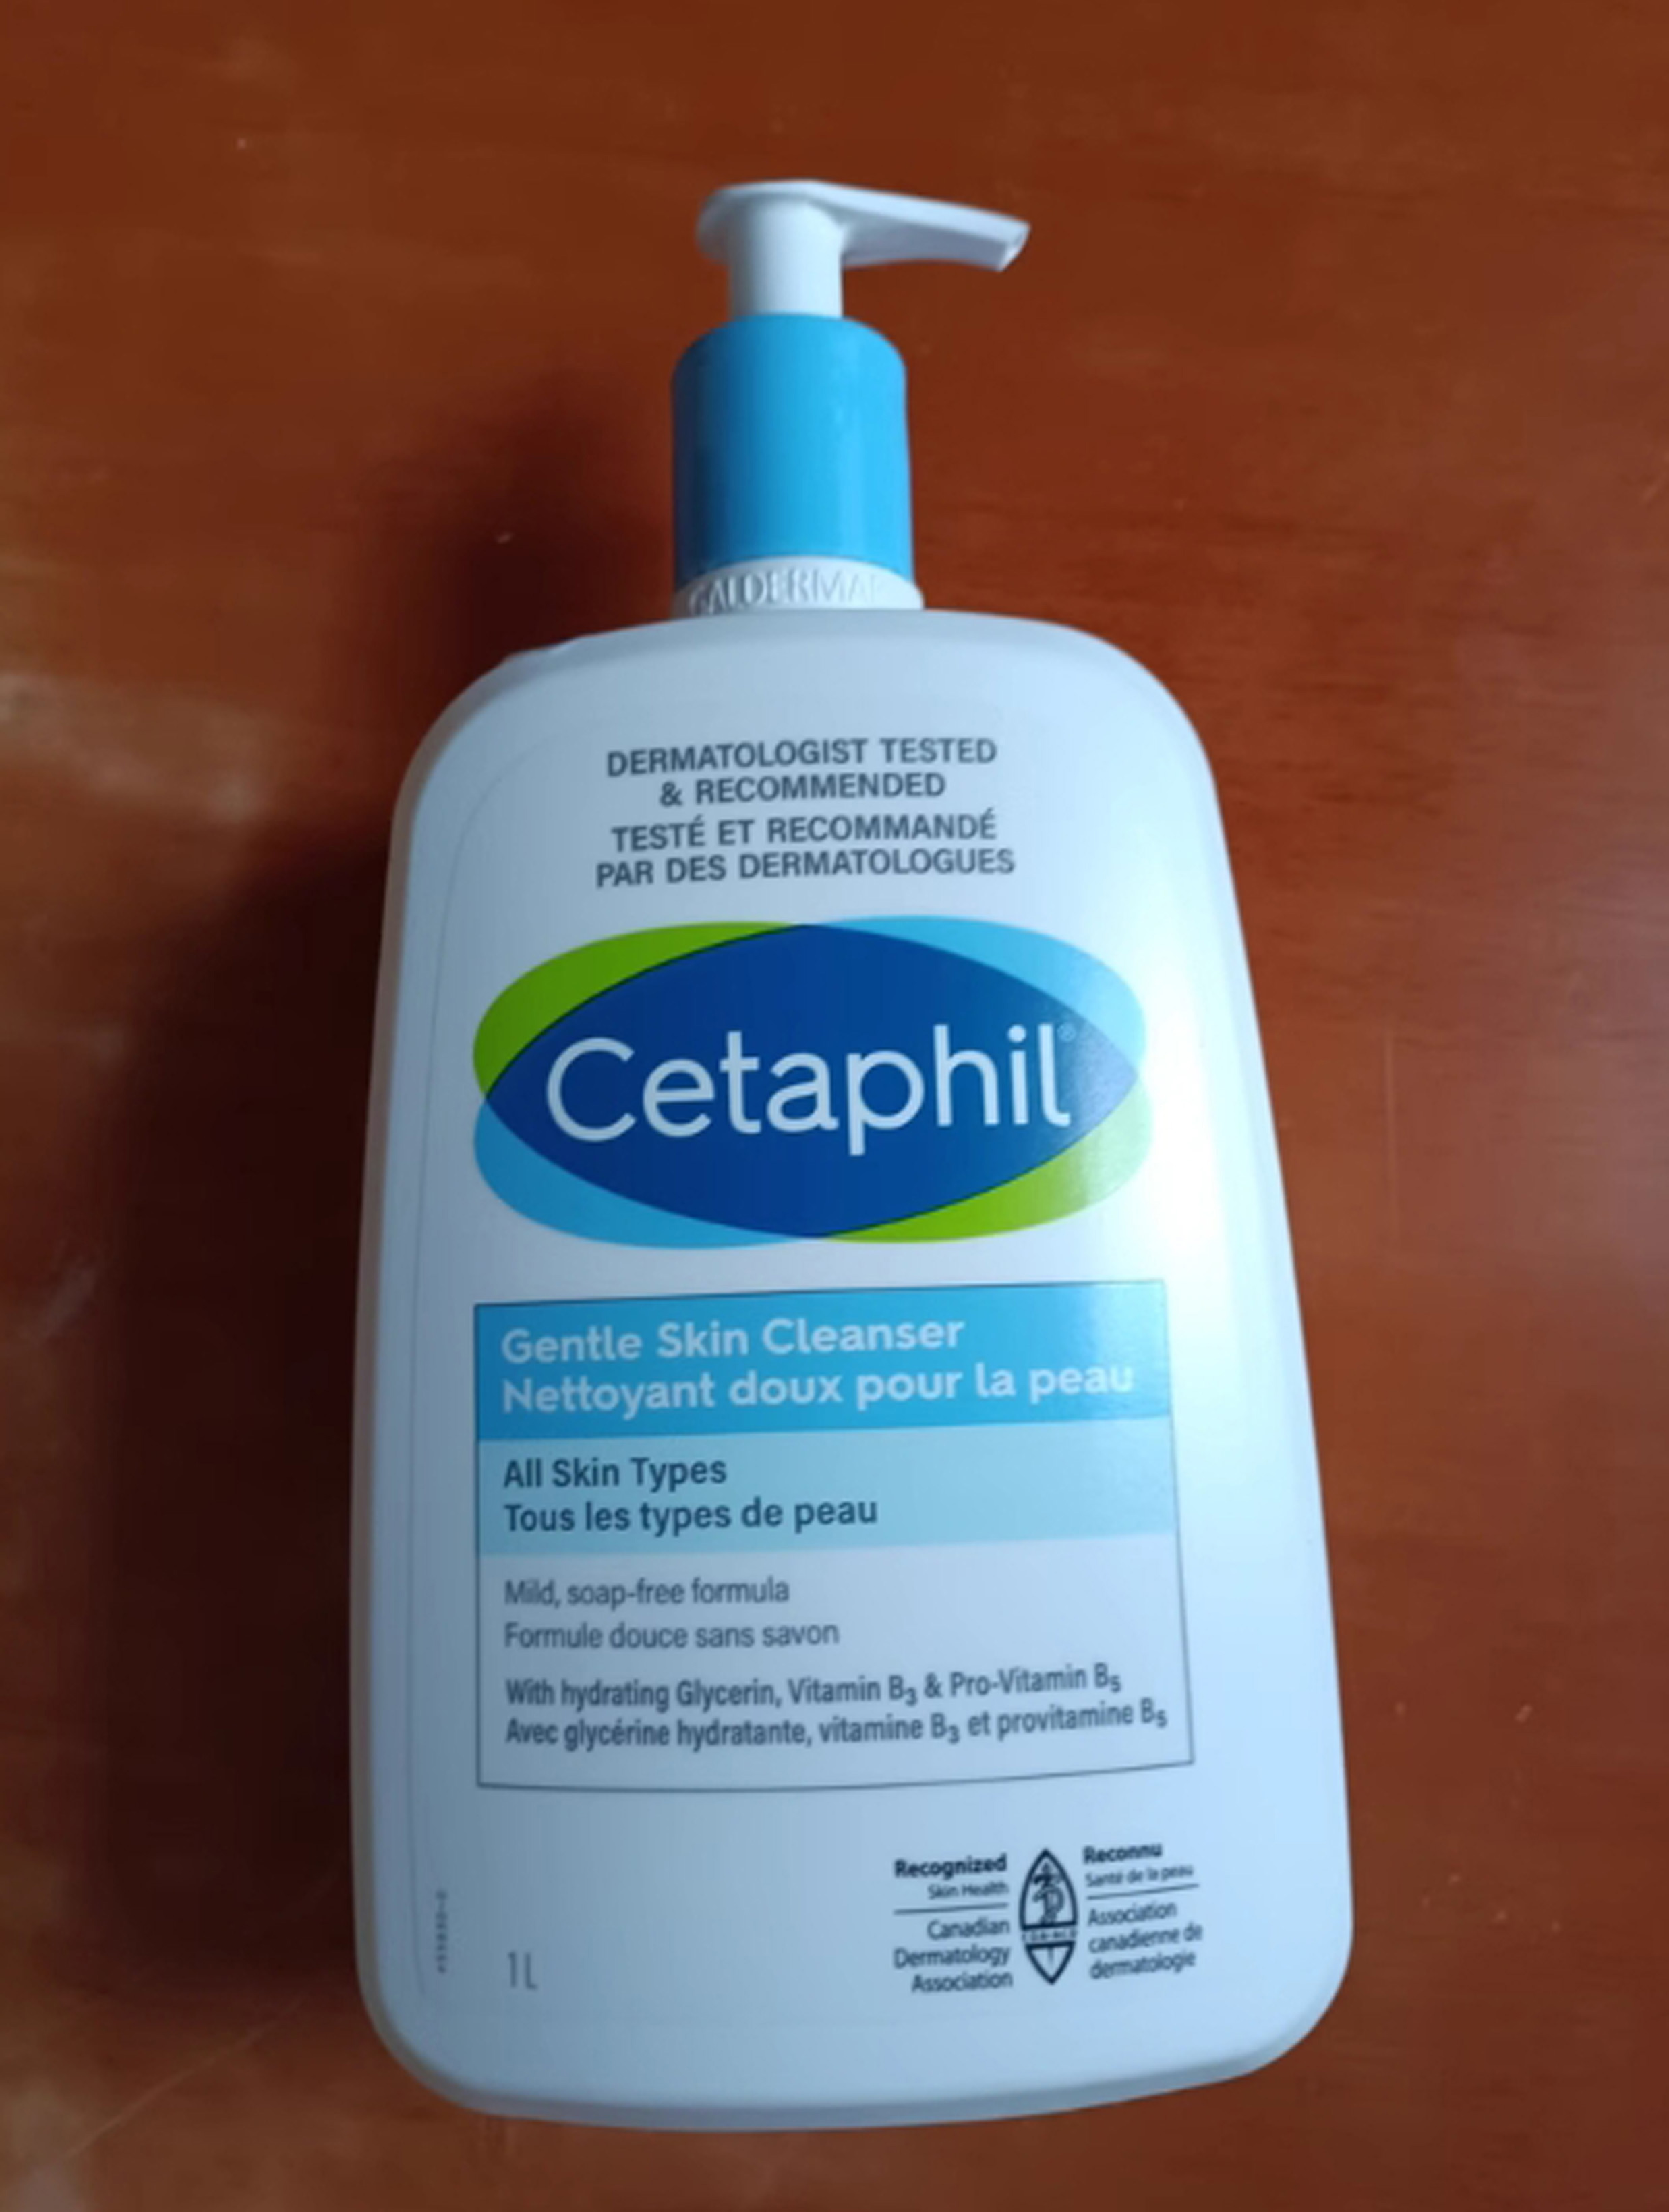 GALDERMA
DERMATOLOGIST TESTED
& RECOMMENDED
TESTÉ ET RECOMMANDÉ
PAR DES DERMATOLOGUES
Cetaphil®
Gentle Skin Cleanser
Nettoyant doux pour la peau
All Skin Types
Tous les types de peau
Mild, soap-free formula
Formule douce sans savon
With hydrating Glycerin, Vitamin B₃ & Pro-Vitamin B₅
Avec glycérine hydratante, vitamine B₃ et provitamine B₅
1L
Recognized
Skin Health
Canadian
Dermatology
Association
Reconnu
Santé de la peau
Association
canadienne de
dermatologie